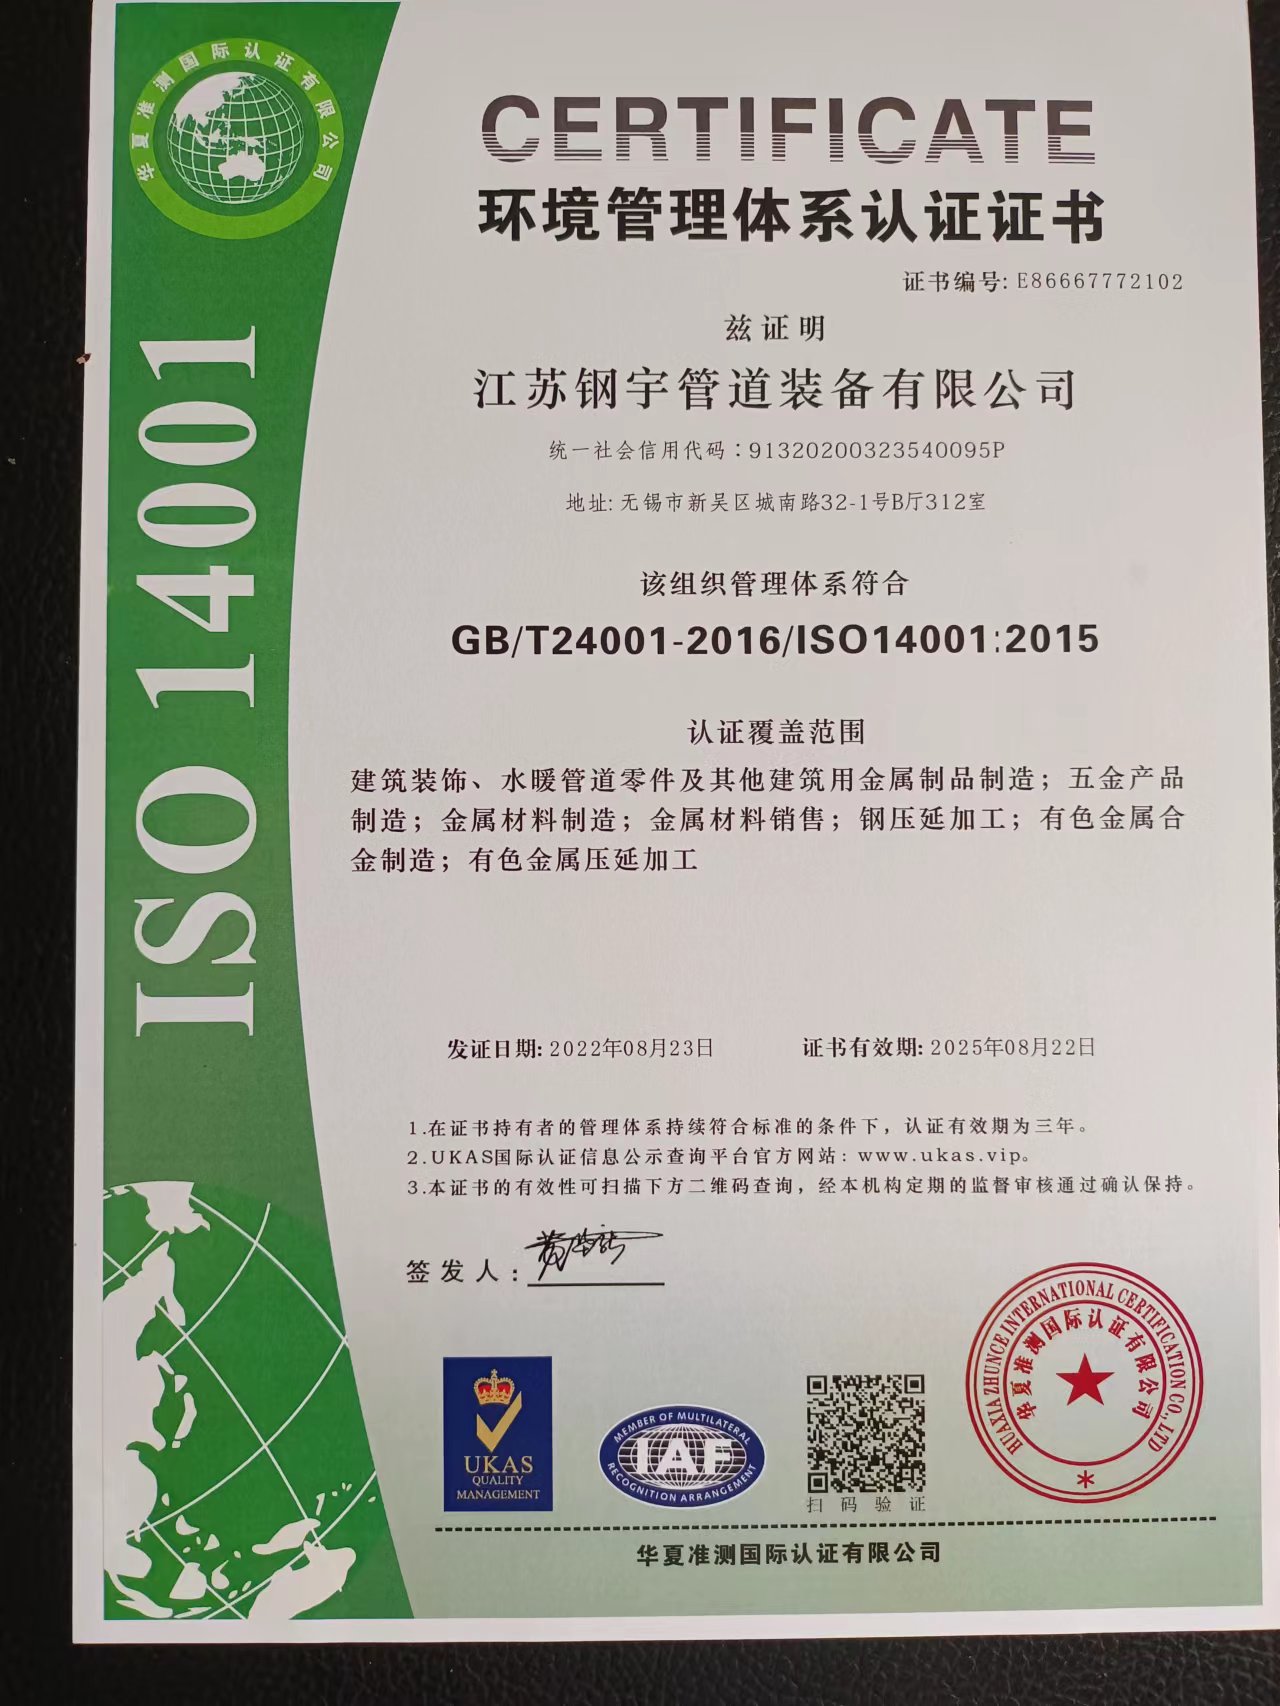 华夏准测国际认证有限公司
ISO 14001
CERTIFICATE
环境管理体系认证证书
证书编号: E86667772102
兹证明
江苏钢宇管道装备有限公司
统一社会信用代码：91320200323540095P
地址: 无锡市新吴区城南路32-1号B厅312室
该组织管理体系符合
GB/T24001-2016/ISO14001:2015
认证覆盖范围
建筑装饰、水暖管道零件及其他建筑用金属制品制造；五金产品
制造；金属材料制造；金属材料销售；钢压延加工；有色金属合
金制造；有色金属压延加工
发证日期: 2022年08月23日 证书有效期: 2025年08月22日
1.在证书持有者的管理体系持续符合标准的条件下，认证有效期为三年。
2.UKAS国际认证信息公示查询平台官方网站: www.ukas.vip。
3.本证书的有效性可扫描下方二维码查询，经本机构定期的监督审核通过确认保持。
签发人:
UKAS
QUALITY
MANAGEMENT
MEMBER OF MULTILATERAL
IAF
RECOGNITION ARRANGEMENT
扫码验证
HUAXIA ZHUNCE INTERNATIONAL CERTIFICATION CO., LTD
华夏准测国际认证有限公司
华夏准测国际认证有限公司